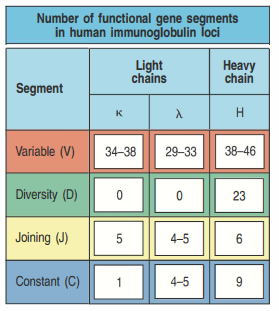 Number of functional gene segments
in human immunoglobulin loci
Segment
Light
chains
Heavy
chain
κ λ H
Variable (V) 34–38 29–33 38–46
Diversity (D) 0 0 23
Joining (J) 5 4–5 6
Constant (C) 1 4–5 9